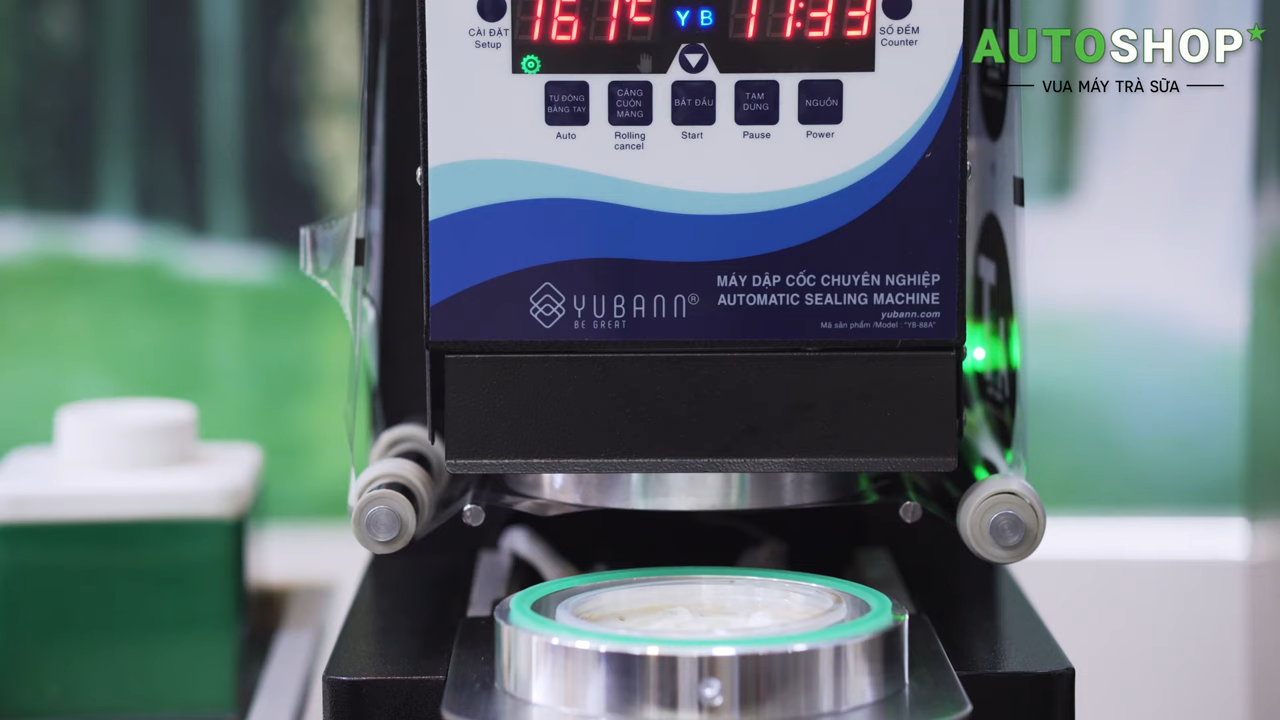 161°C
YB
11:33
CÀI ĐẶT
Setup
SỐ ĐẾM
Counter
TỰ ĐỘNG
BẰNG TAY
CĂNG
CUỘN
MÀNG
BẮT ĐẦU
TẠM
DỪNG
NGUỒN
Auto
Rolling
cancel
Start
Pause
Power
YUBANN®
BE GREAT
MÁY DẬP CỐC CHUYÊN NGHIỆP
AUTOMATIC SEALING MACHINE
yubann.com
Mã sản phẩm /Model : "YB-88A"
AUTOSHOP
VUA MÁY TRÀ SỮA